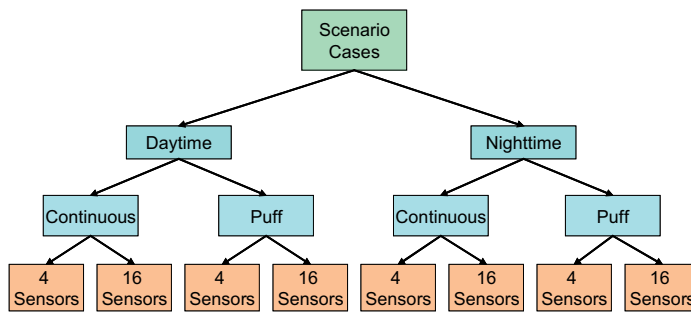 Scenario
Cases
Daytime
Nighttime
Continuous
Puff
Continuous
Puff
4
Sensors
16
Sensors
4
Sensors
16
Sensors
4
Sensors
16
Sensors
4
Sensors
16
Sensors